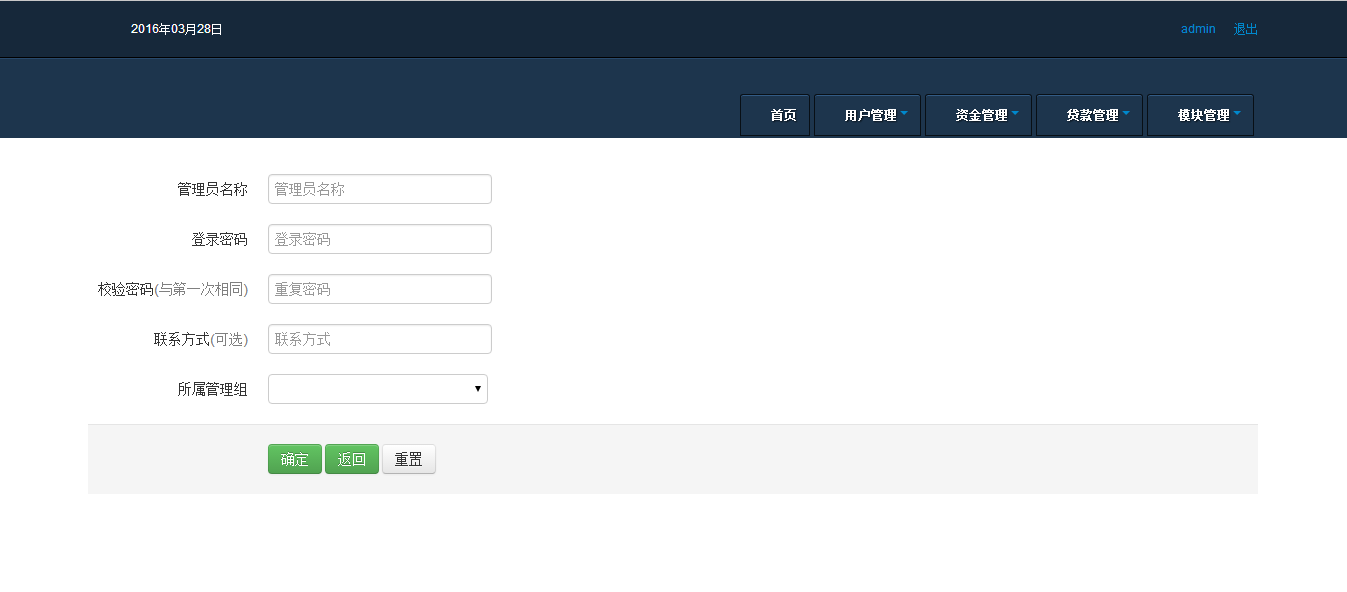 2016年03月28日 admin 退出
首页 用户管理 资金管理 贷款管理 模块管理
管理员名称 管理员名称
登录密码 登录密码
校验密码(与第一次相同) 重复密码
联系方式(可选) 联系方式
所属管理组
确定 返回 重置